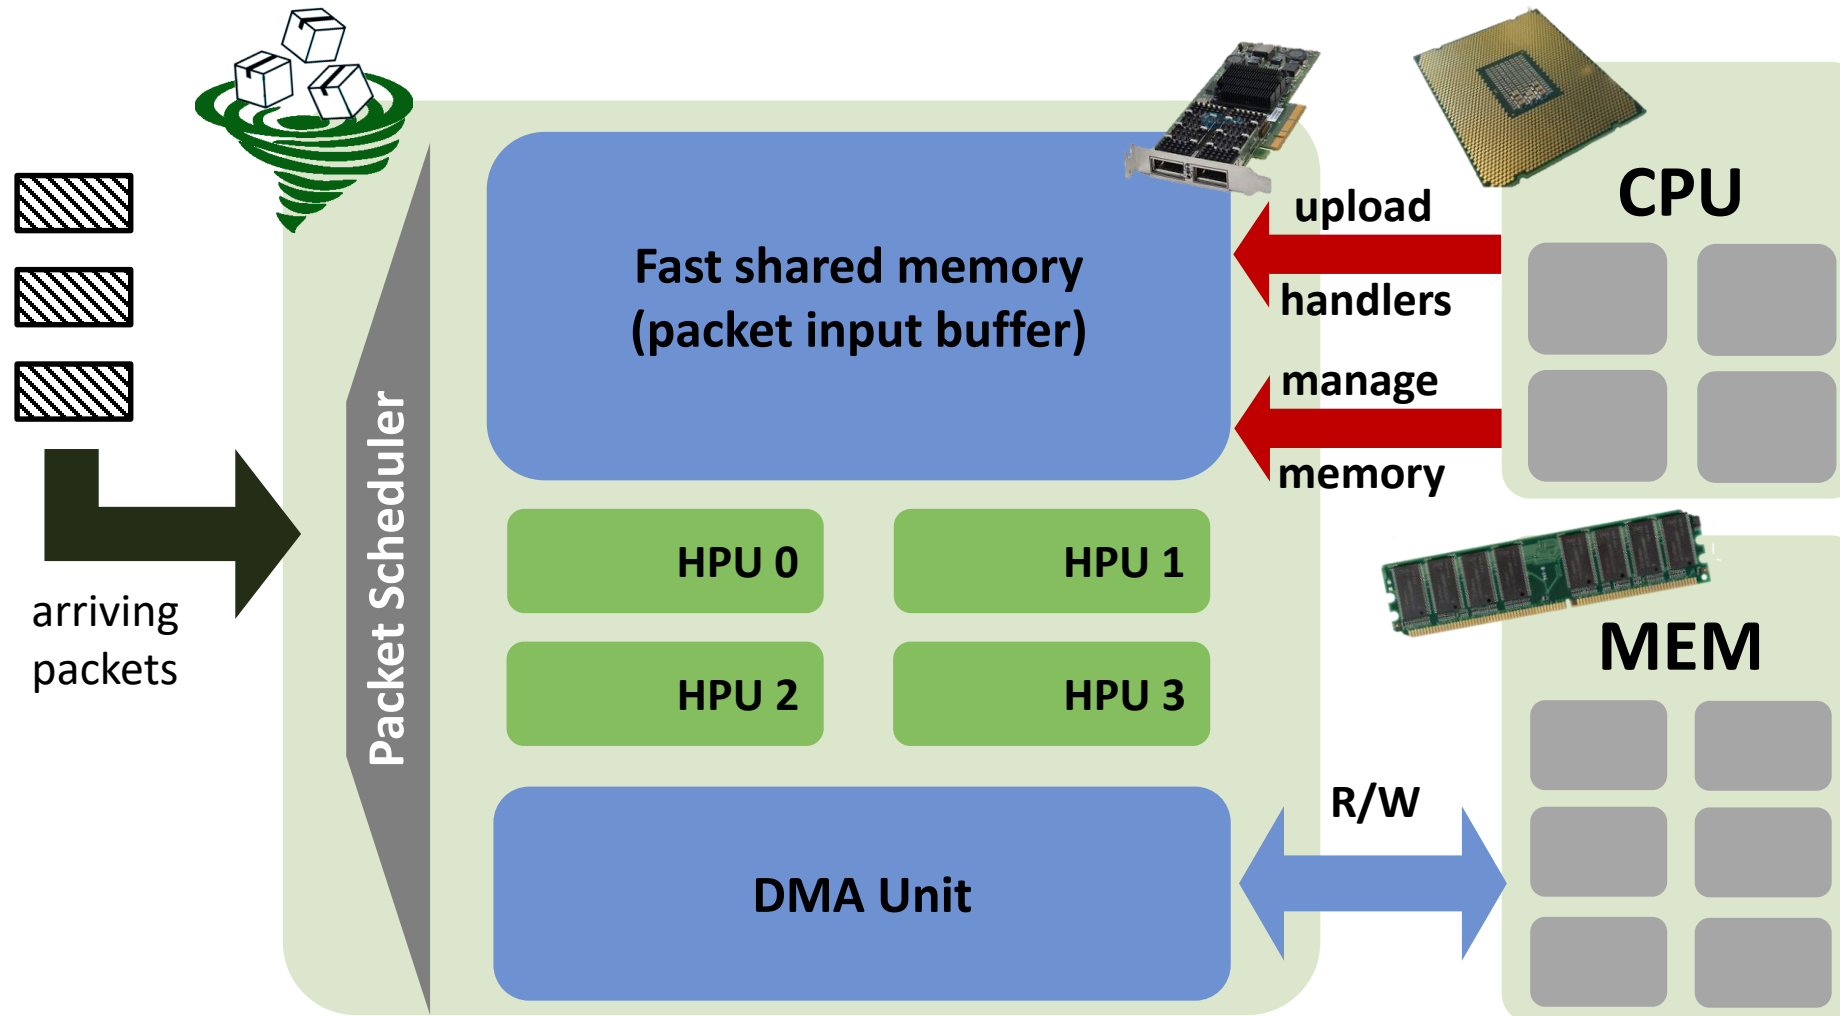 arriving
packets
Packet Scheduler
Fast shared memory
(packet input buffer)
HPU 0
HPU 1
HPU 2
HPU 3
DMA Unit
upload
handlers
manage
memory
R/W
CPU
MEM